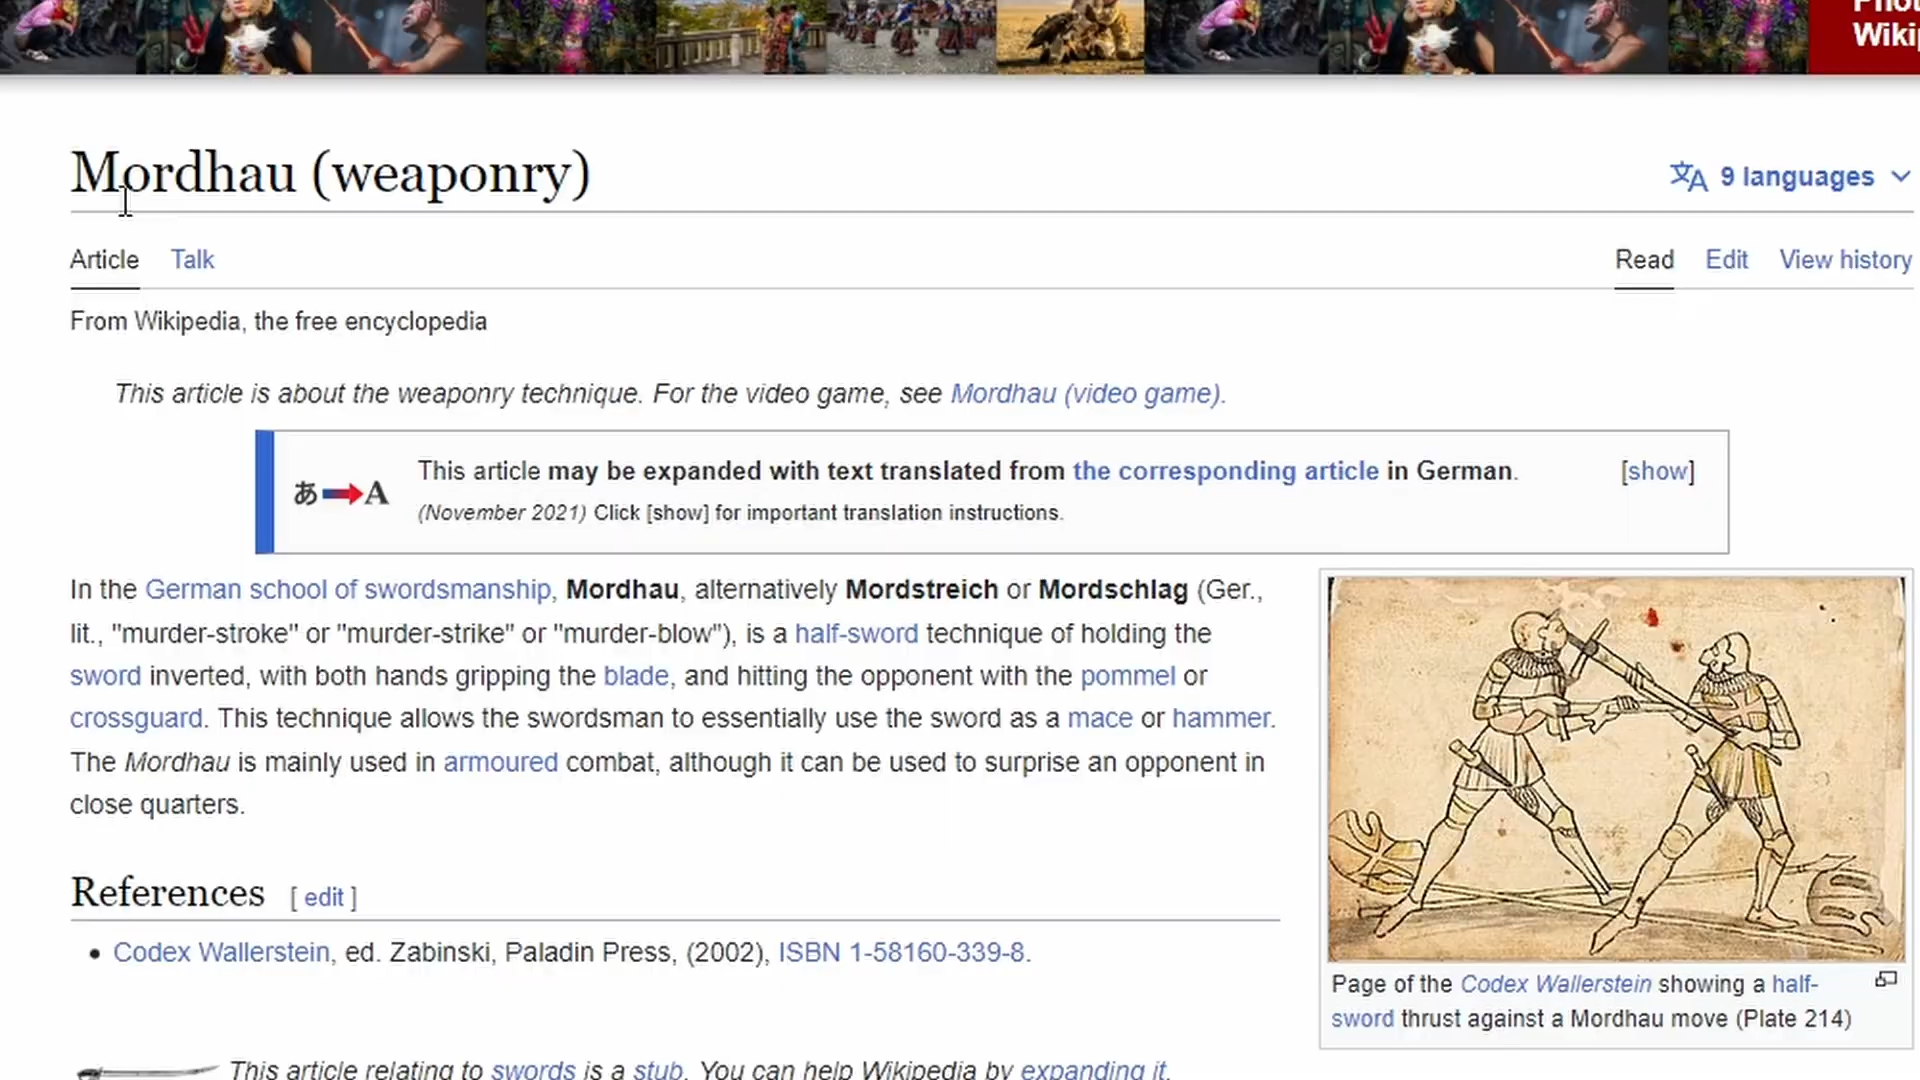 Mordhau (weaponry)
9 languages
Article Talk
Read Edit View history
From Wikipedia, the free encyclopedia
This article is about the weaponry technique. For the video game, see Mordhau (video game).
This article may be expanded with text translated from the corresponding article in German. [show]
(November 2021) Click [show] for important translation instructions.
In the German school of swordsmanship, Mordhau, alternatively Mordstreich or Mordschlag (Ger.,
lit., "murder-stroke" or "murder-strike" or "murder-blow"), is a half-sword technique of holding the
sword inverted, with both hands gripping the blade, and hitting the opponent with the pommel or
crossguard. This technique allows the swordsman to essentially use the sword as a mace or hammer.
The Mordhau is mainly used in armoured combat, although it can be used to surprise an opponent in
close quarters.
References [ edit ]
Codex Wallerstein, ed. Zabinski, Paladin Press, (2002), ISBN 1-58160-339-8.
Page of the Codex Wallerstein showing a half-
sword thrust against a Mordhau move (Plate 214)
This article relating to swords is a stub. You can help Wikipedia by expanding it.